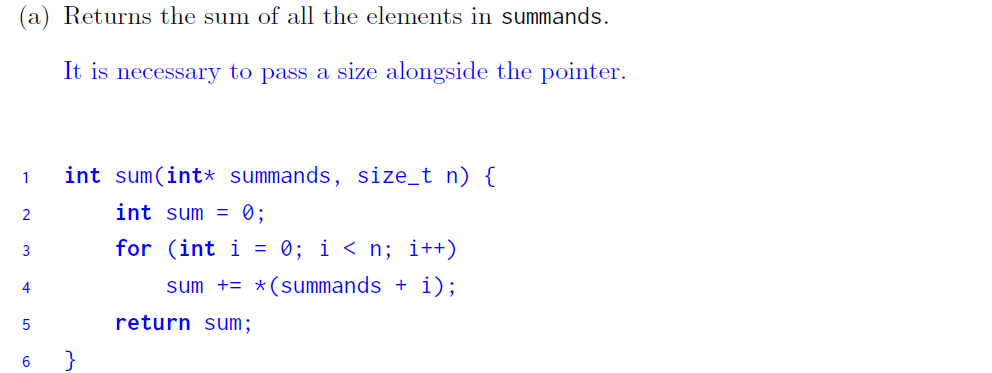 (a) Returns the sum of all the elements in summands.
It is necessary to pass a size alongside the pointer.
1 int sum(int* summands, size_t n) {
2 int sum = 0;
3 for (int i = 0; i < n; i++)
4 sum += *(summands + i);
5 return sum;
6 }